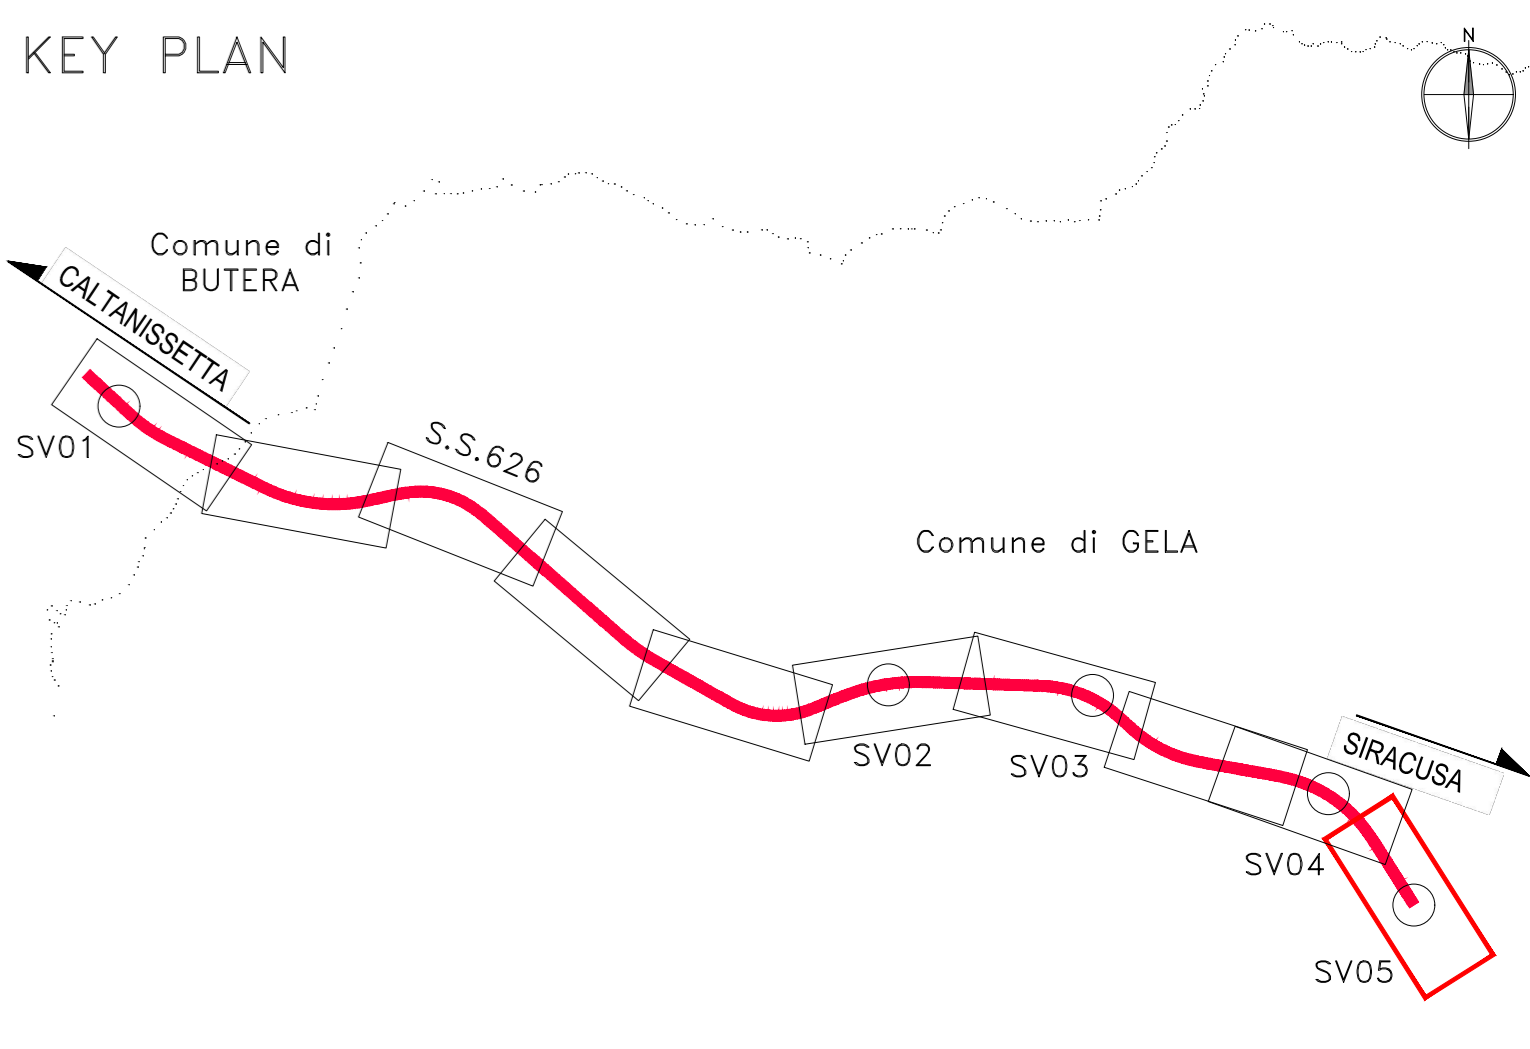 KEY PLAN
N
Comune di
BUTERA
CALTANISSETTA
SV01
S.S.626
Comune di GELA
SV02
SV03
SIRACUSA
SV04
SV05